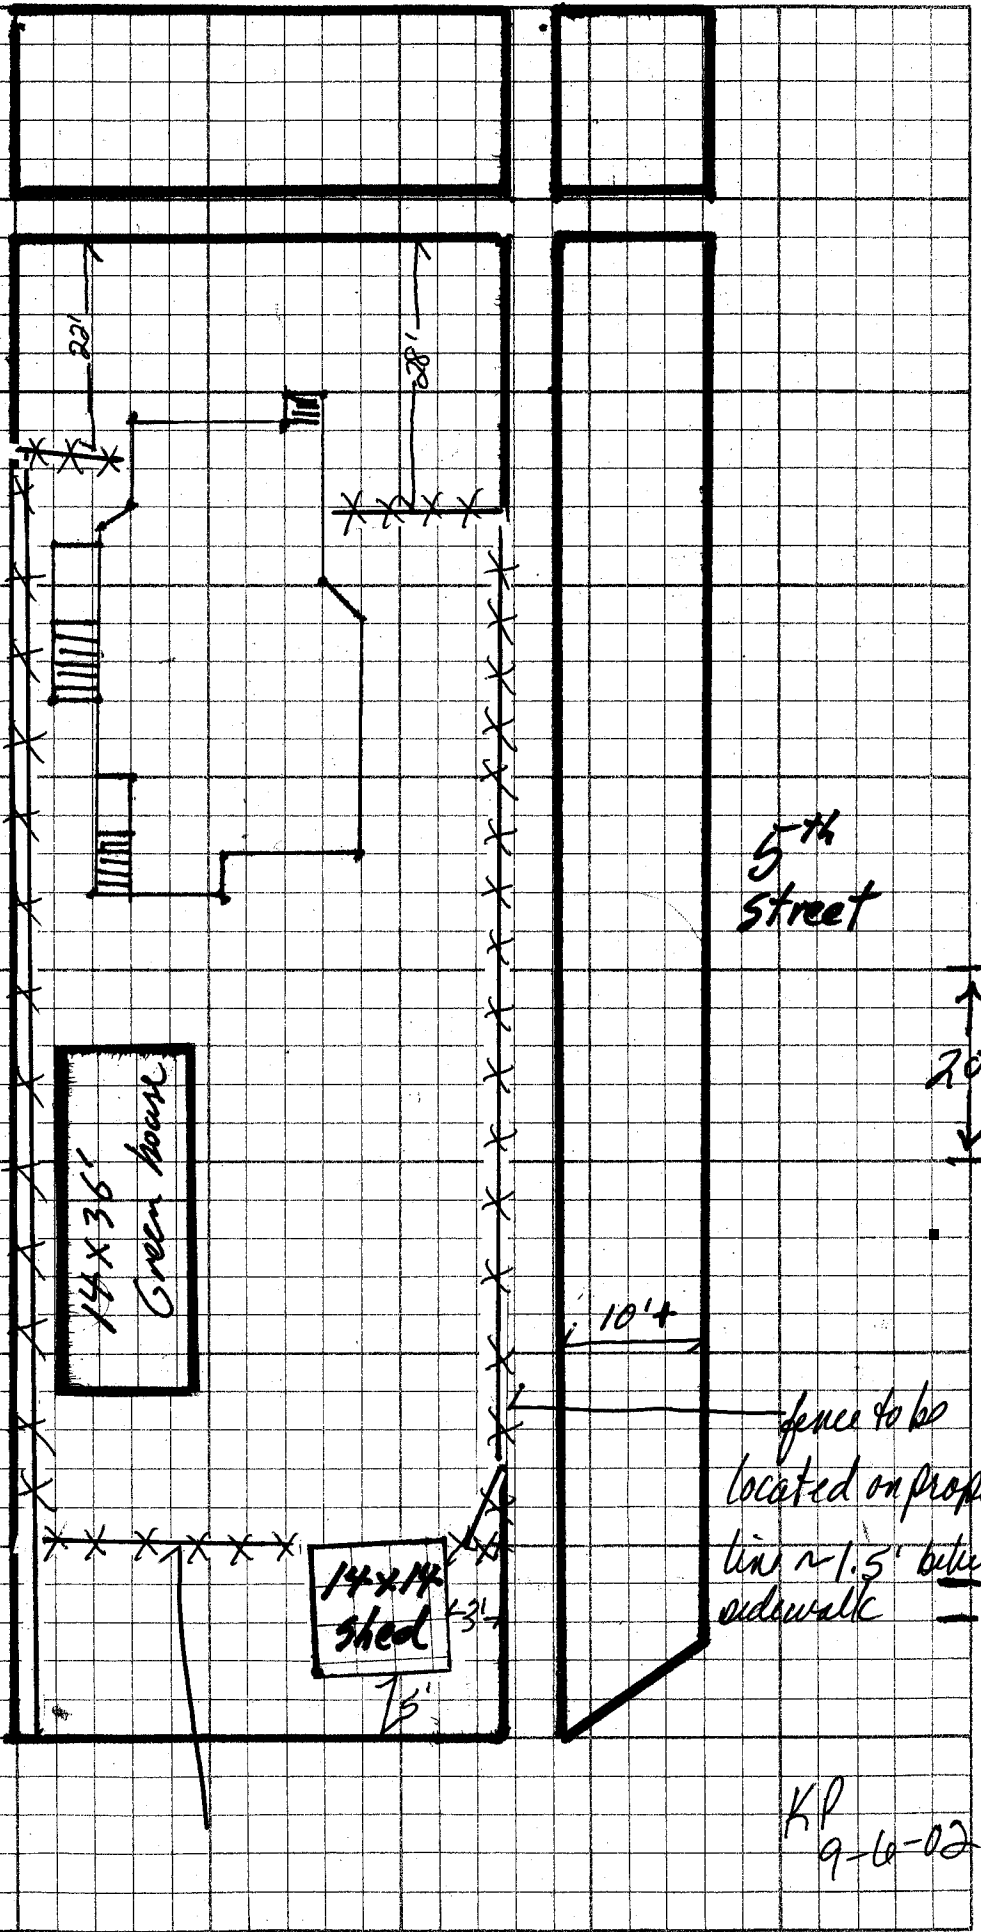 22'
28'
5th
street
20
14 X 36'
Green house
10'+
fence to be
located on prop
line ~ 1.5'
sidewalk
14x14
shed
3'
5'
KP
9-6-02